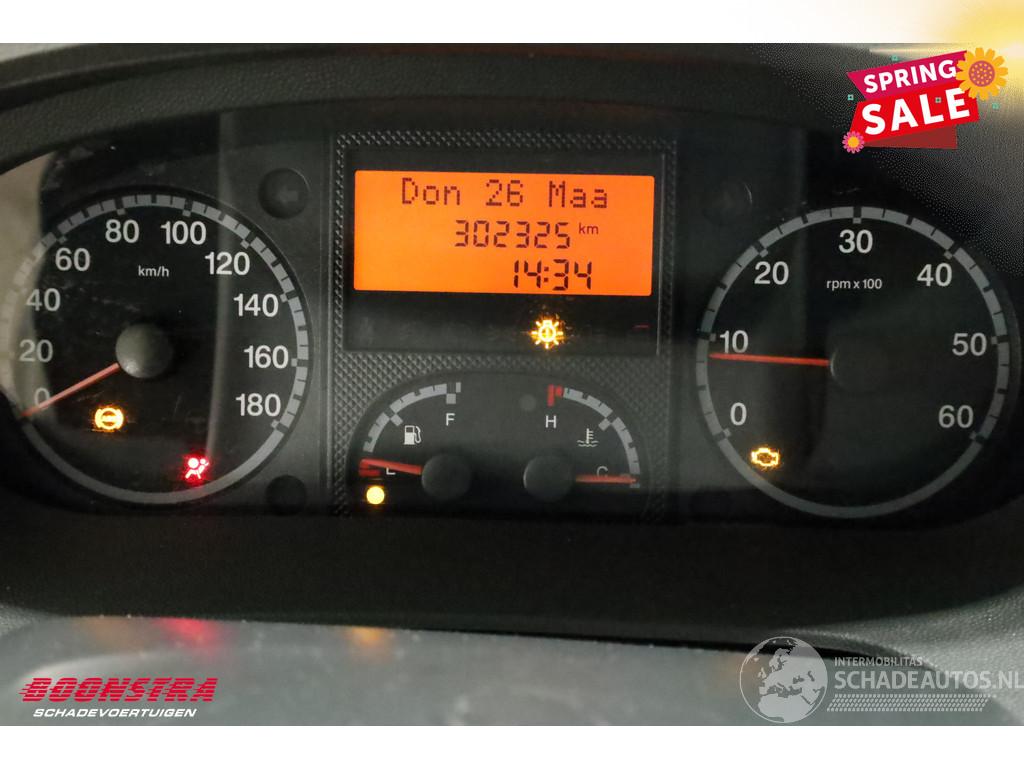 SPRING
SALE
Don 26 Maa
302325 km
14:34
0
20
40
60
80
100
120
140
160
180
km/h
F
E
H
C
0
10
20
30
40
50
60
rpm x 100
BOONSTRA
SCHADEVOERTUIGEN
INTERMOBILITAS
SCHADEAUTOS.NL